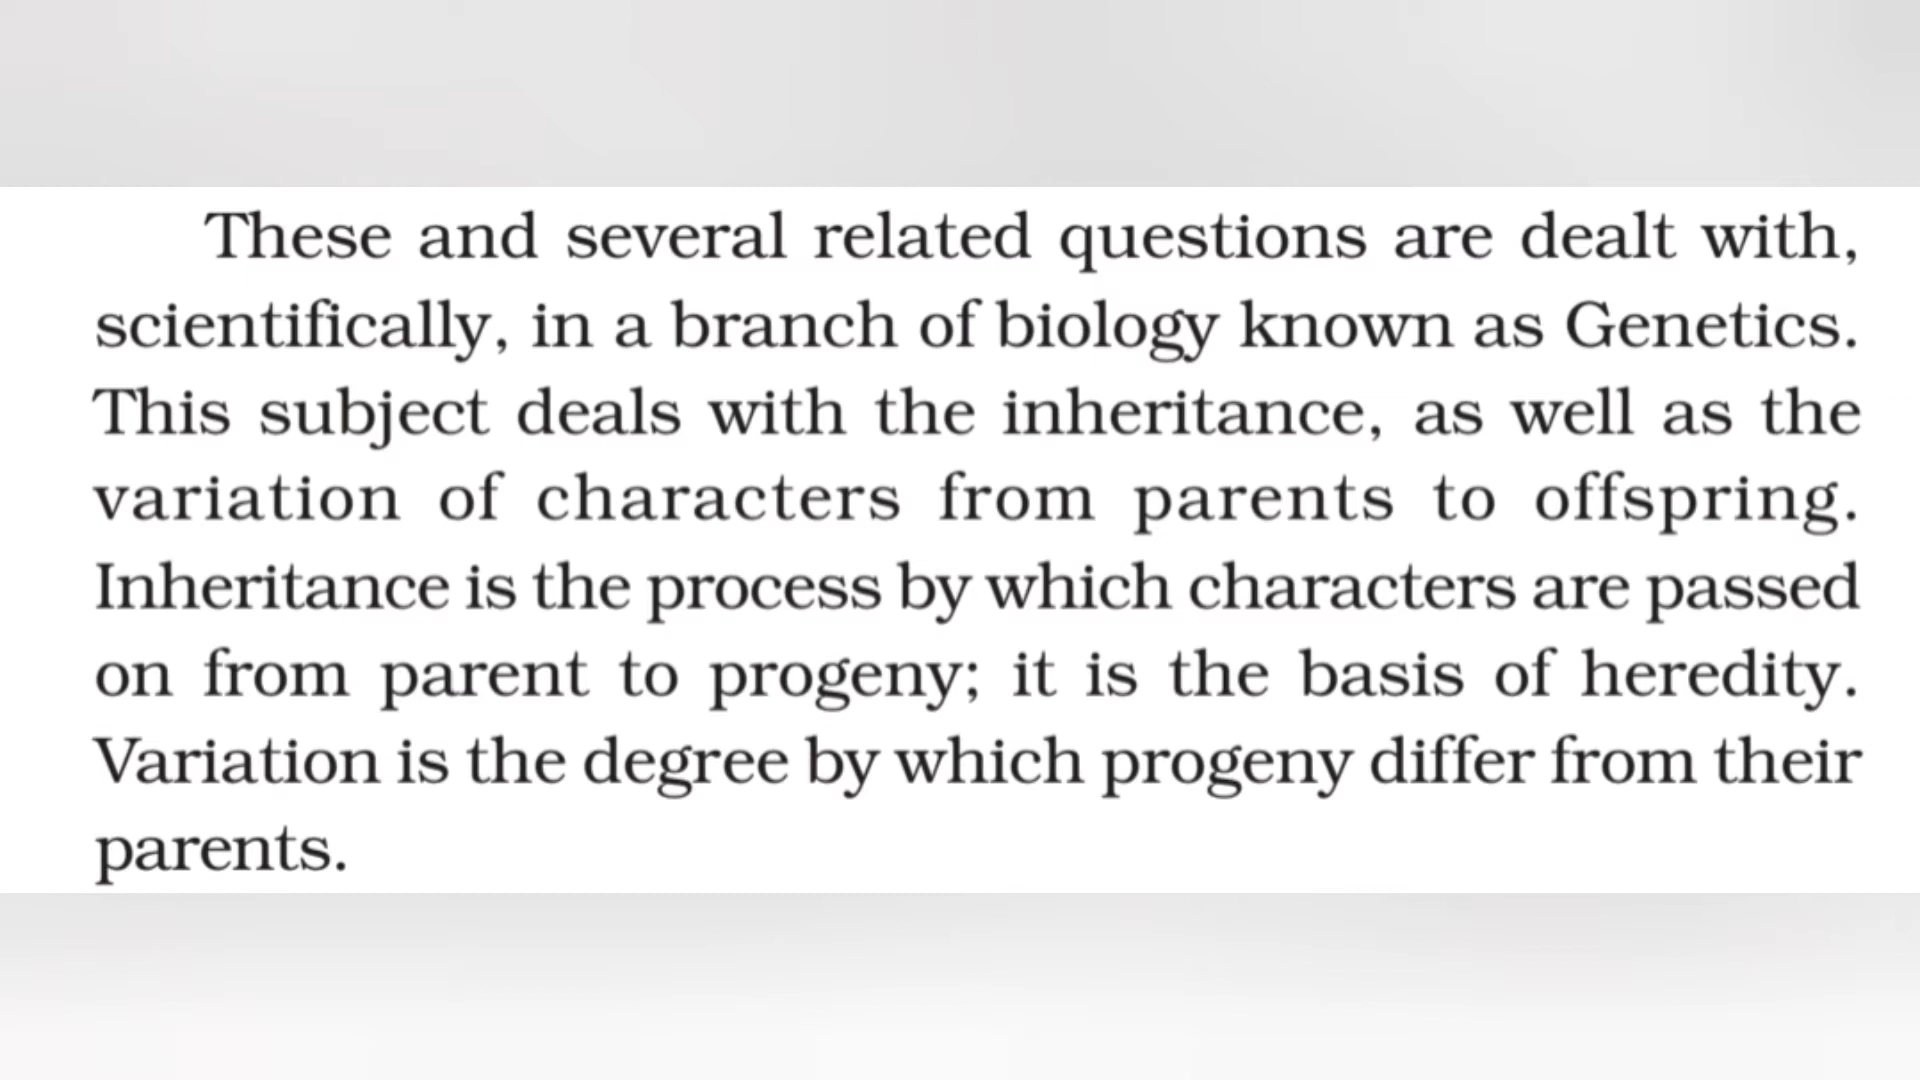 These and several related questions are dealt with,
scientifically, in a branch of biology known as Genetics.
This subject deals with the inheritance, as well as the
variation of characters from parents to offspring.
Inheritance is the process by which characters are passed
on from parent to progeny; it is the basis of heredity.
Variation is the degree by which progeny differ from their
parents.